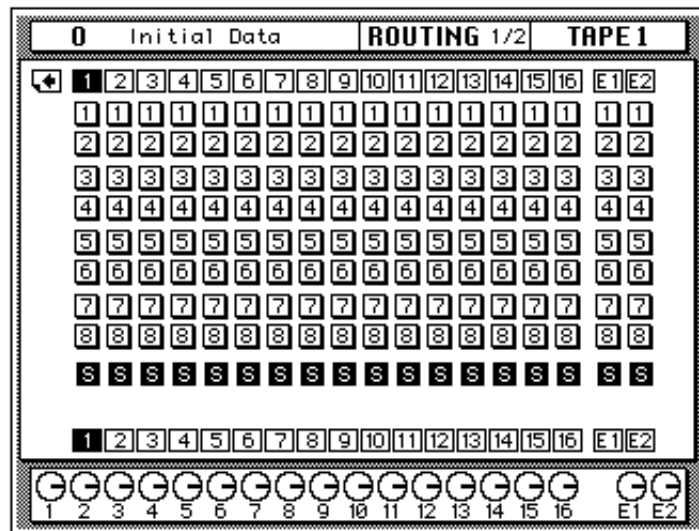 0 Initial Data ROUTING 1/2 TAPE 1
1 2 3 4 5 6 7 8 9 10 11 12 13 14 15 16 E1 E2
1 1 1 1 1 1 1 1 1 1 1 1 1 1 1 1 1 1
2 2 2 2 2 2 2 2 2 2 2 2 2 2 2 2 2 2
3 3 3 3 3 3 3 3 3 3 3 3 3 3 3 3 3 3
4 4 4 4 4 4 4 4 4 4 4 4 4 4 4 4 4 4
5 5 5 5 5 5 5 5 5 5 5 5 5 5 5 5 5 5
6 6 6 6 6 6 6 6 6 6 6 6 6 6 6 6 6 6
7 7 7 7 7 7 7 7 7 7 7 7 7 7 7 7 7 7
8 8 8 8 8 8 8 8 8 8 8 8 8 8 8 8 8 8
S S S S S S S S S S S S S S S S S S
1 2 3 4 5 6 7 8 9 10 11 12 13 14 15 16 E1 E2
1 2 3 4 5 6 7 8 9 10 11 12 13 14 15 16 E1 E2